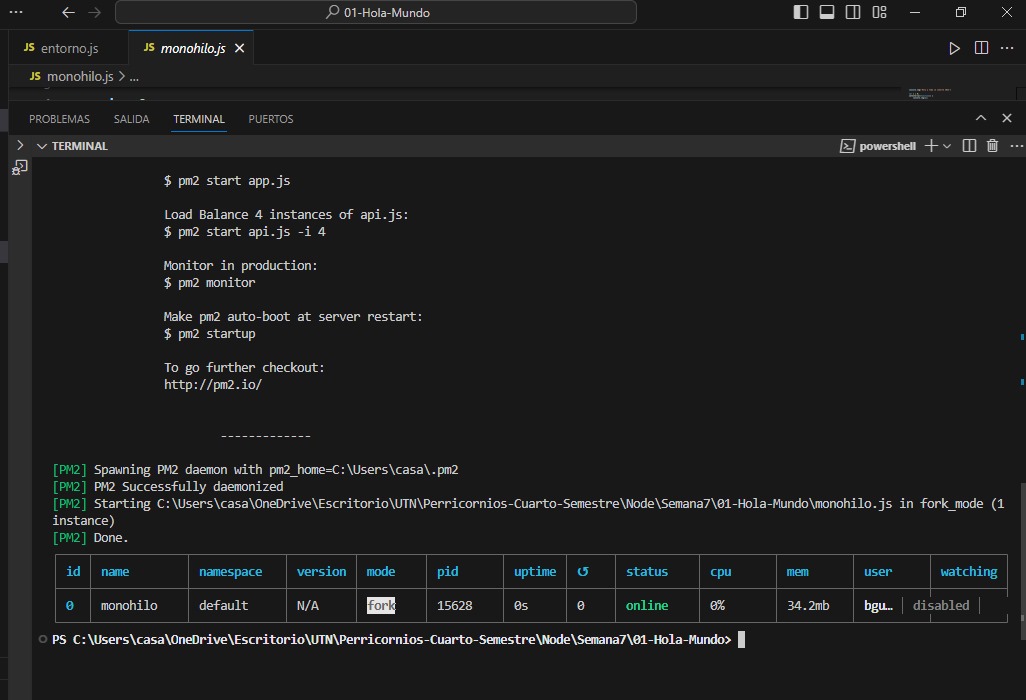 01-Hola-Mundo
JS entorno.js
JS monohilo.js
JS monohilo.js > ...
PROBLEMAS SALIDA TERMINAL PUERTOS
TERMINAL powershell
$ pm2 start app.js
Load Balance 4 instances of api.js:
$ pm2 start api.js -i 4
Monitor in production:
$ pm2 monitor
Make pm2 auto-boot at server restart:
$ pm2 startup
To go further checkout:
http://pm2.io/
-------------
[PM2] Spawning PM2 daemon with pm2_home=C:\Users\casa\.pm2
[PM2] PM2 Successfully daemonized
[PM2] Starting C:\Users\casa\OneDrive\Escritorio\UTN\Perricornios-Cuarto-Semestre\Node\Semana7\01-Hola-Mundo\monohilo.js in fork_mode (1
instance)
[PM2] Done.
id name namespace version mode pid uptime ↺ status cpu mem user watching
0 monohilo default N/A fork 15628 0s 0 online 0% 34.2mb bgu… disabled
PS C:\Users\casa\OneDrive\Escritorio\UTN\Perricornios-Cuarto-Semestre\Node\Semana7\01-Hola-Mundo>